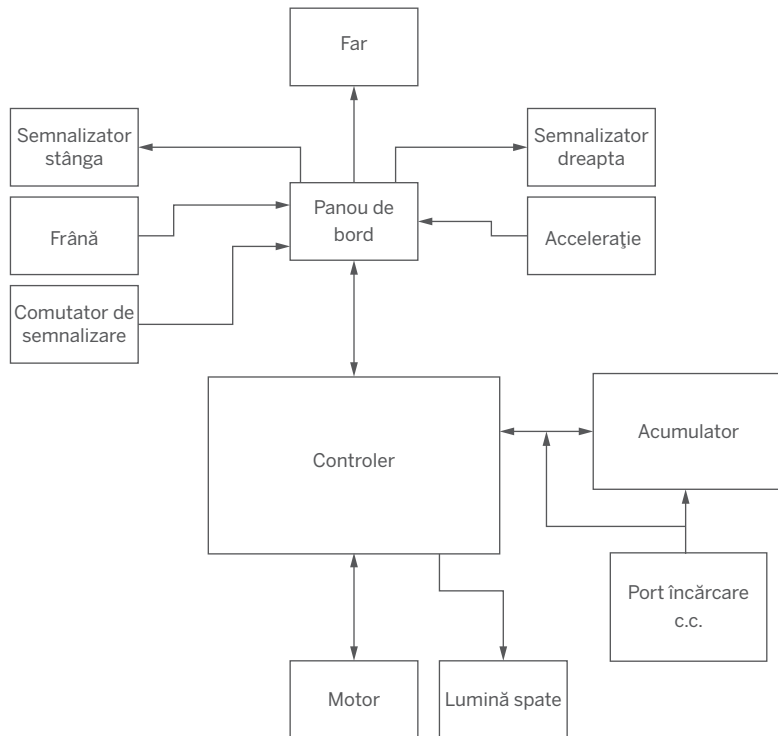 Far
Semnalizator
stânga
Semnalizator
dreapta
Panou de
bord
Frână
Acceleraţie
Comutator de
semnalizare
Controler
Acumulator
Port încărcare
c.c.
Motor
Lumină spate